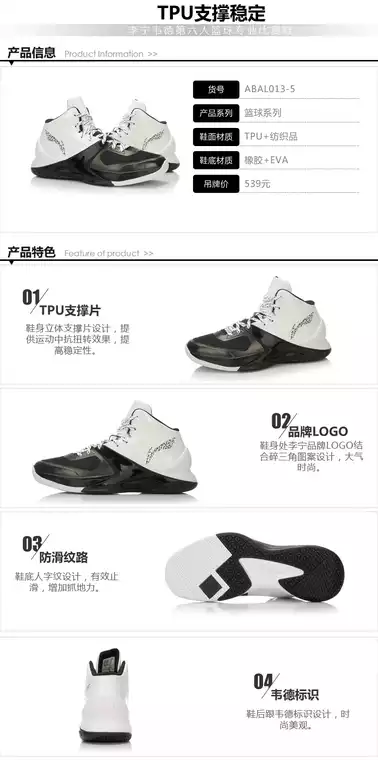 TPU支撑稳定
李宁韦德第六人篮球专业比赛鞋
产品信息 Product Information >>
货号 ABAL013-5
产品系列 篮球系列
鞋面材质 TPU+纺织品
鞋底材质 橡胶+EVA
吊牌价 539元
产品特色 Feature of product >>
01
TPU支撑片
鞋身立体支撑片设计，提
供运动中抗扭转效果，提
高稳定性。
02
品牌LOGO
鞋身处李宁品牌LOGO结
合碎三角图案设计，大气
时尚。
03
防滑纹路
鞋底人字纹设计，有效止
滑，增加抓地力。
04
韦德标识
鞋后跟韦德标识设计，时
尚美观。